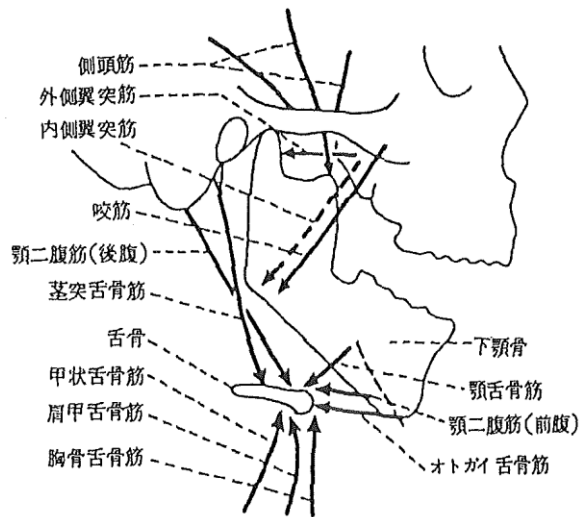 側頭筋
外側翼突筋
内側翼突筋
咬筋
顎二腹筋(後腹)
茎突舌骨筋
舌骨
甲状舌骨筋
肩甲舌骨筋
胸骨舌骨筋
下顎骨
顎舌骨筋
顎二腹筋(前腹)
オトガイ舌骨筋